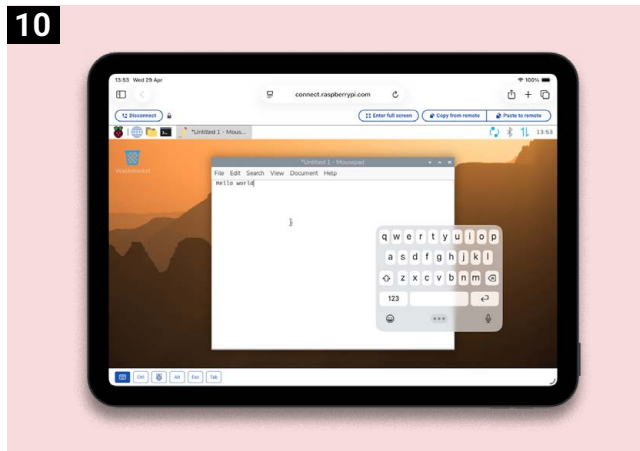 10
13:53 Wed 29 Apr
100%
connect.raspberrypi.com
Disconnect
Enter full screen
Copy from remote
Paste to remote
*Untitled 1 - Mous...
13:53
Wastebasket
*Untitled 1 - Mousepad
File Edit Search View Document Help
Hello world
q w e r t y u i o p
a s d f g h j k l
z x c v b n m
123
Ctrl Alt Esc Tab